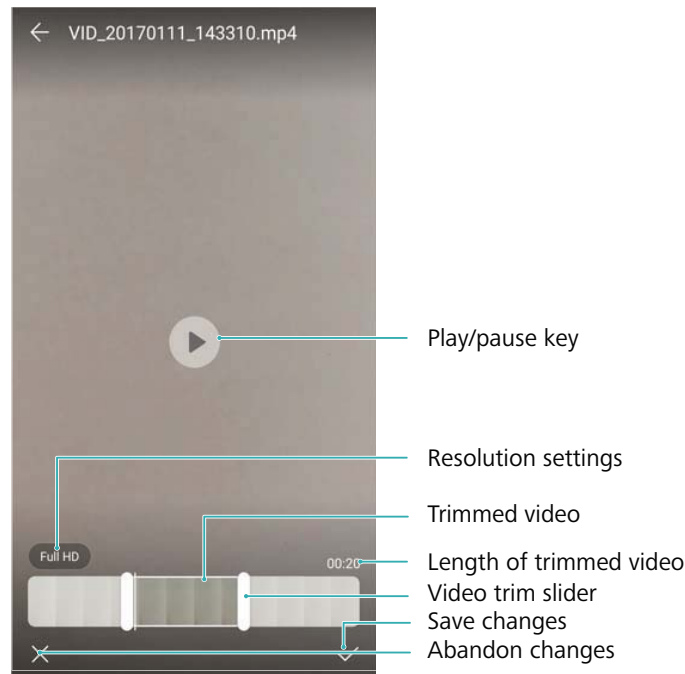 VID_20170111_143310.mp4
Play/pause key
Resolution settings
Trimmed video
Full HD
00:20
Length of trimmed video
Video trim slider
Save changes
Abandon changes